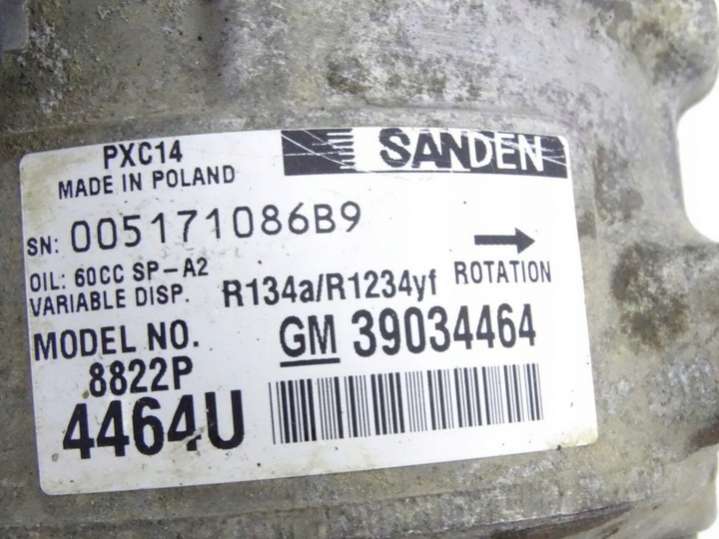 PXC14
SANDEN
MADE IN POLAND
SN: 005171086B9
OIL: 60CC SP-A2
VARIABLE DISP.
R134a/R1234yf
ROTATION
MODEL NO.
8822P
GM 39034464
4464U